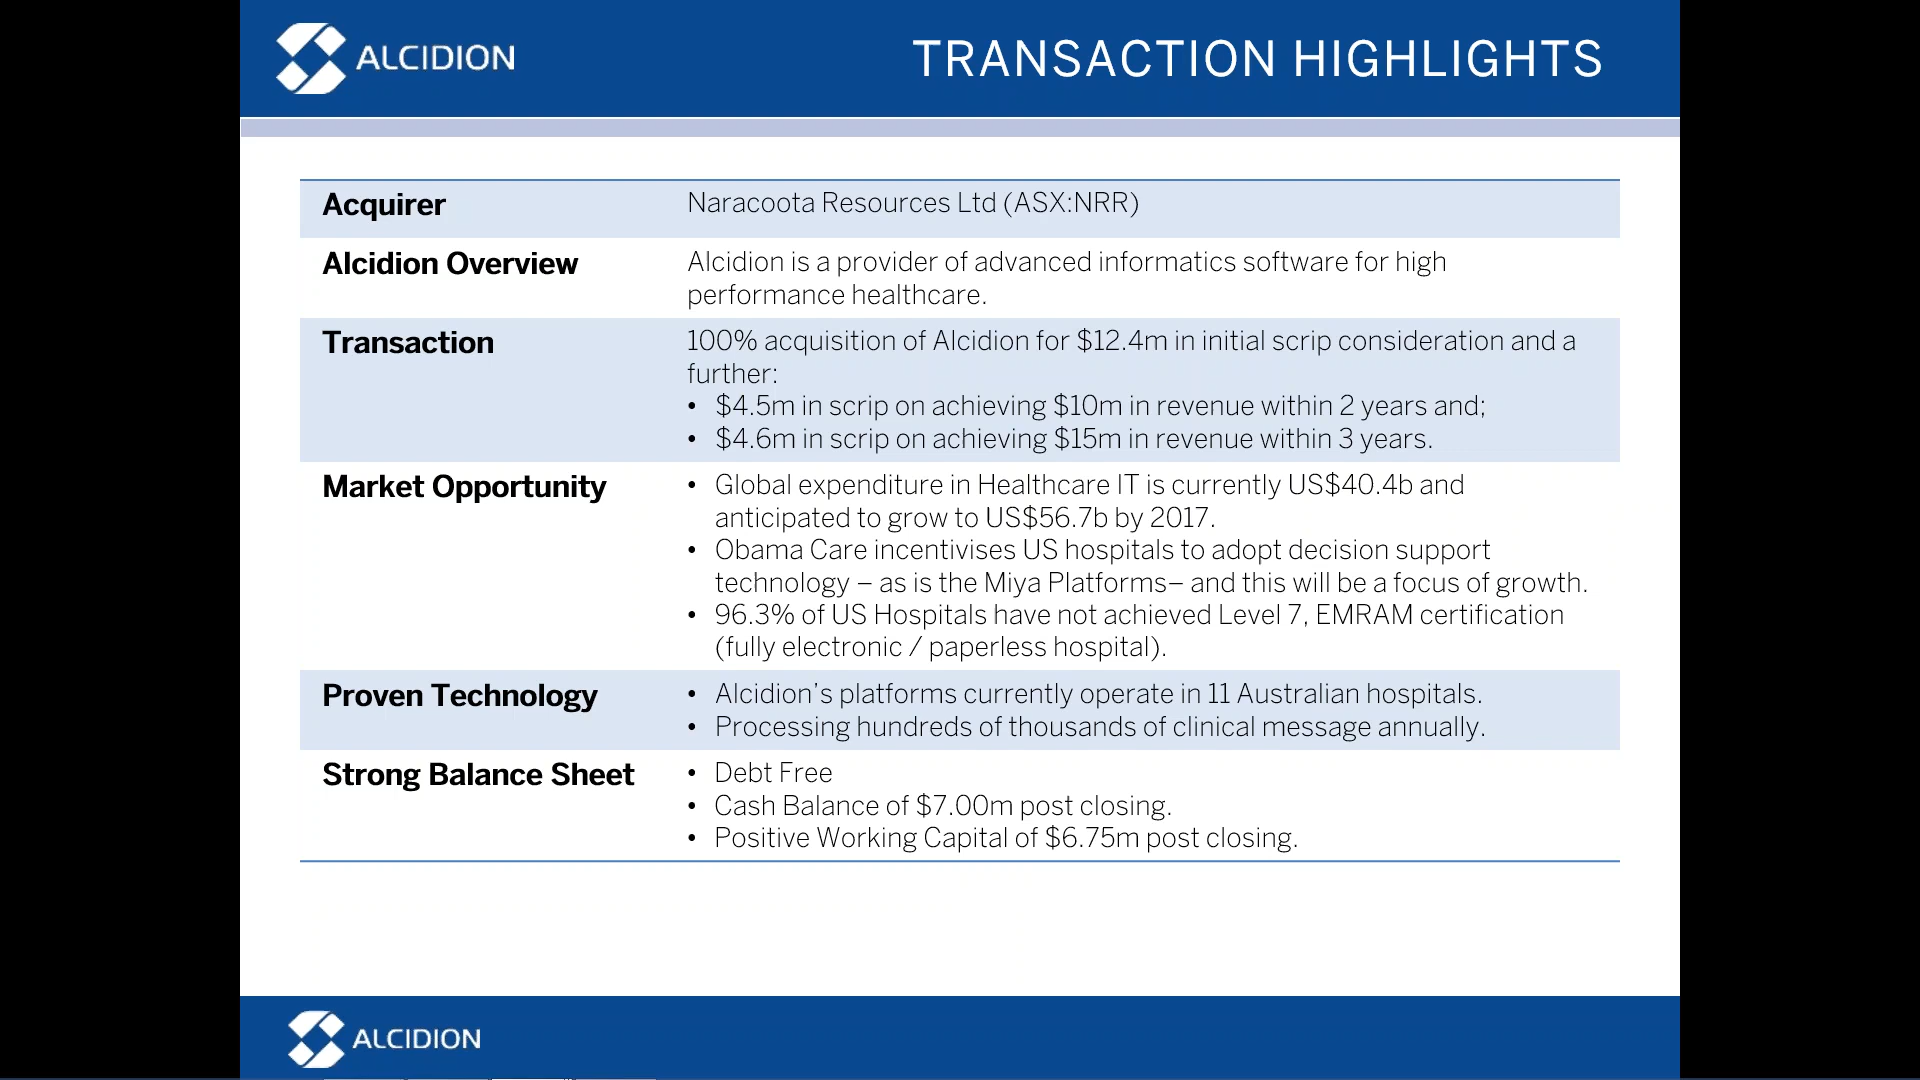 ALCIDION
TRANSACTION HIGHLIGHTS
Acquirer
Naracoota Resources Ltd (ASX:NRR)
Alcidion Overview
Alcidion is a provider of advanced informatics software for high
performance healthcare.
Transaction
100% acquisition of Alcidion for $12.4m in initial scrip consideration and a
further:
• $4.5m in scrip on achieving $10m in revenue within 2 years and;
• $4.6m in scrip on achieving $15m in revenue within 3 years.
Market Opportunity
• Global expenditure in Healthcare IT is currently US$40.4b and
anticipated to grow to US$56.7b by 2017.
• Obama Care incentivises US hospitals to adopt decision support
technology – as is the Miya Platforms– and this will be a focus of growth.
• 96.3% of US Hospitals have not achieved Level 7, EMRAM certification
(fully electronic / paperless hospital).
Proven Technology
• Alcidion’s platforms currently operate in 11 Australian hospitals.
• Processing hundreds of thousands of clinical message annually.
Strong Balance Sheet
• Debt Free
• Cash Balance of $7.00m post closing.
• Positive Working Capital of $6.75m post closing.
ALCIDION